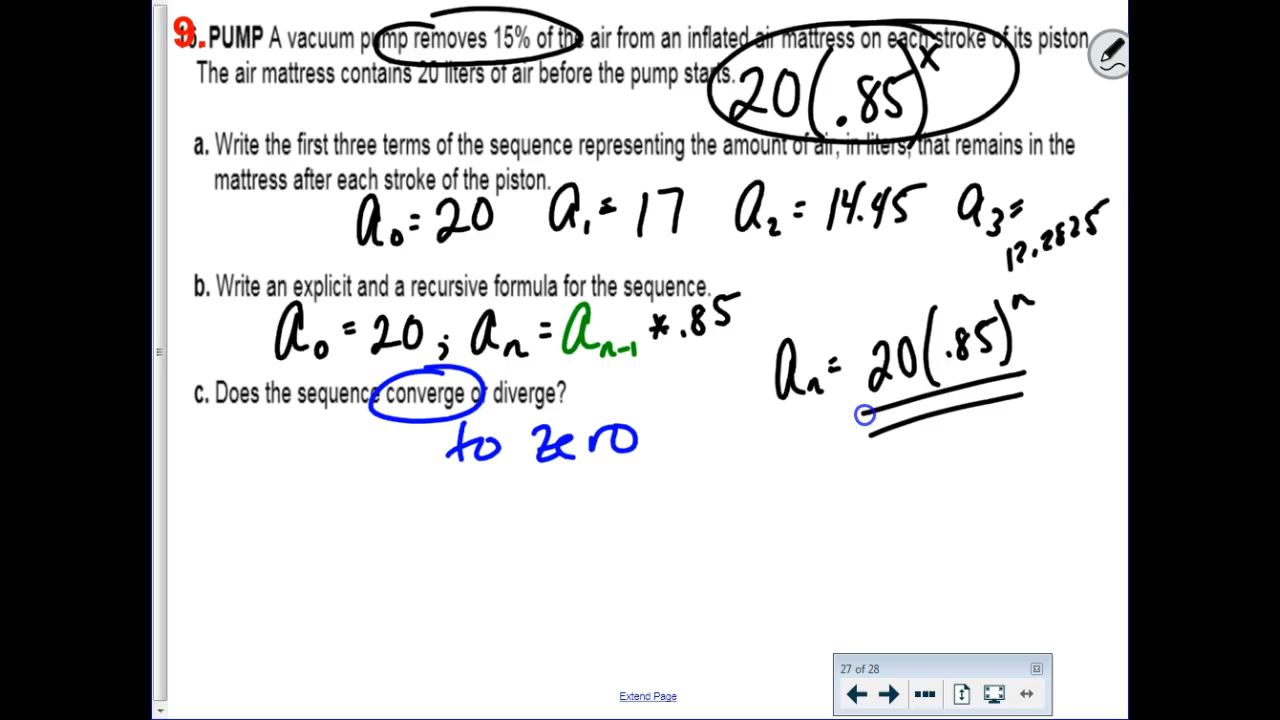 9. PUMP A vacuum pump removes 15% of the air from an inflated air mattress on each stroke of its piston.
The air mattress contains 20 liters of air before the pump starts.
20(.85)^x
a. Write the first three terms of the sequence representing the amount of air, in liters, that remains in the
mattress after each stroke of the piston.
a₀ = 20 a₁ = 17 a₂ = 14.45 a₃ =
12.2825
b. Write an explicit and a recursive formula for the sequence.
a₀ = 20 ; aₙ = aₙ₋₁ * .85
aₙ = 20(.85)ⁿ
c. Does the sequence converge or diverge?
to zero
27 of 28
Extend Page